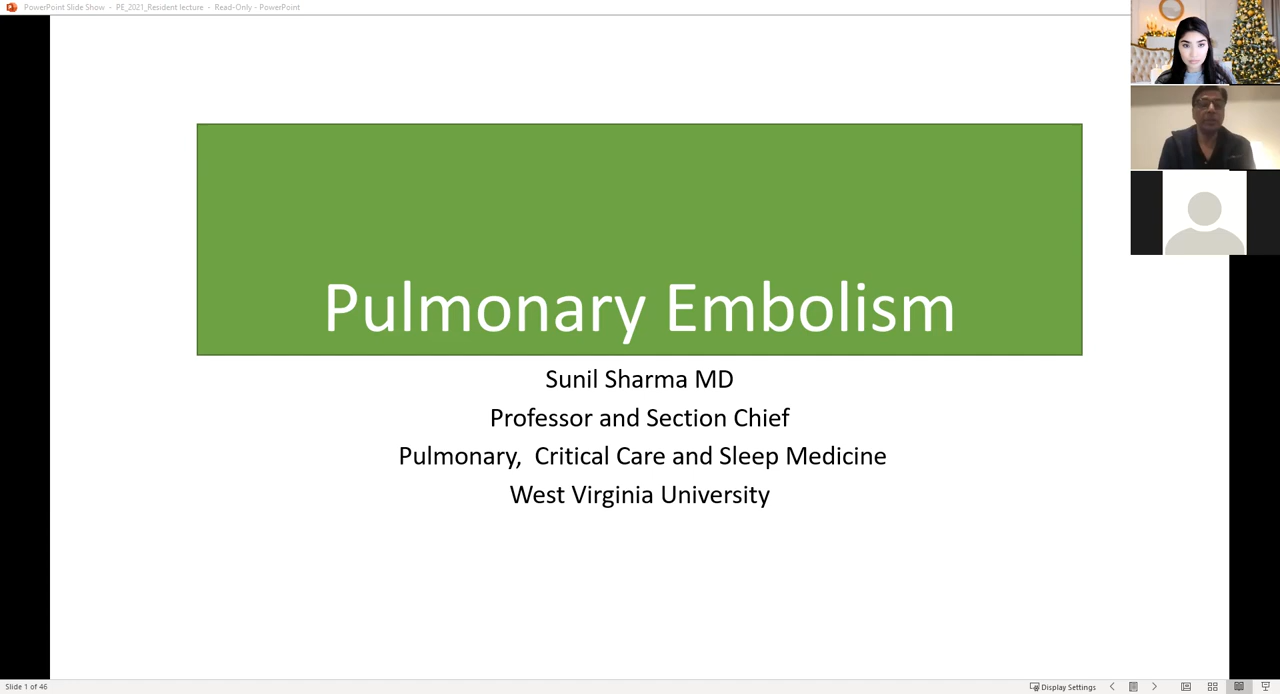 PowerPoint Slide Show - PE_2021_Resident lecture - Read-Only - PowerPoint
Pulmonary Embolism
Sunil Sharma MD
Professor and Section Chief
Pulmonary, Critical Care and Sleep Medicine
West Virginia University
Slide 1 of 46
Display Settings